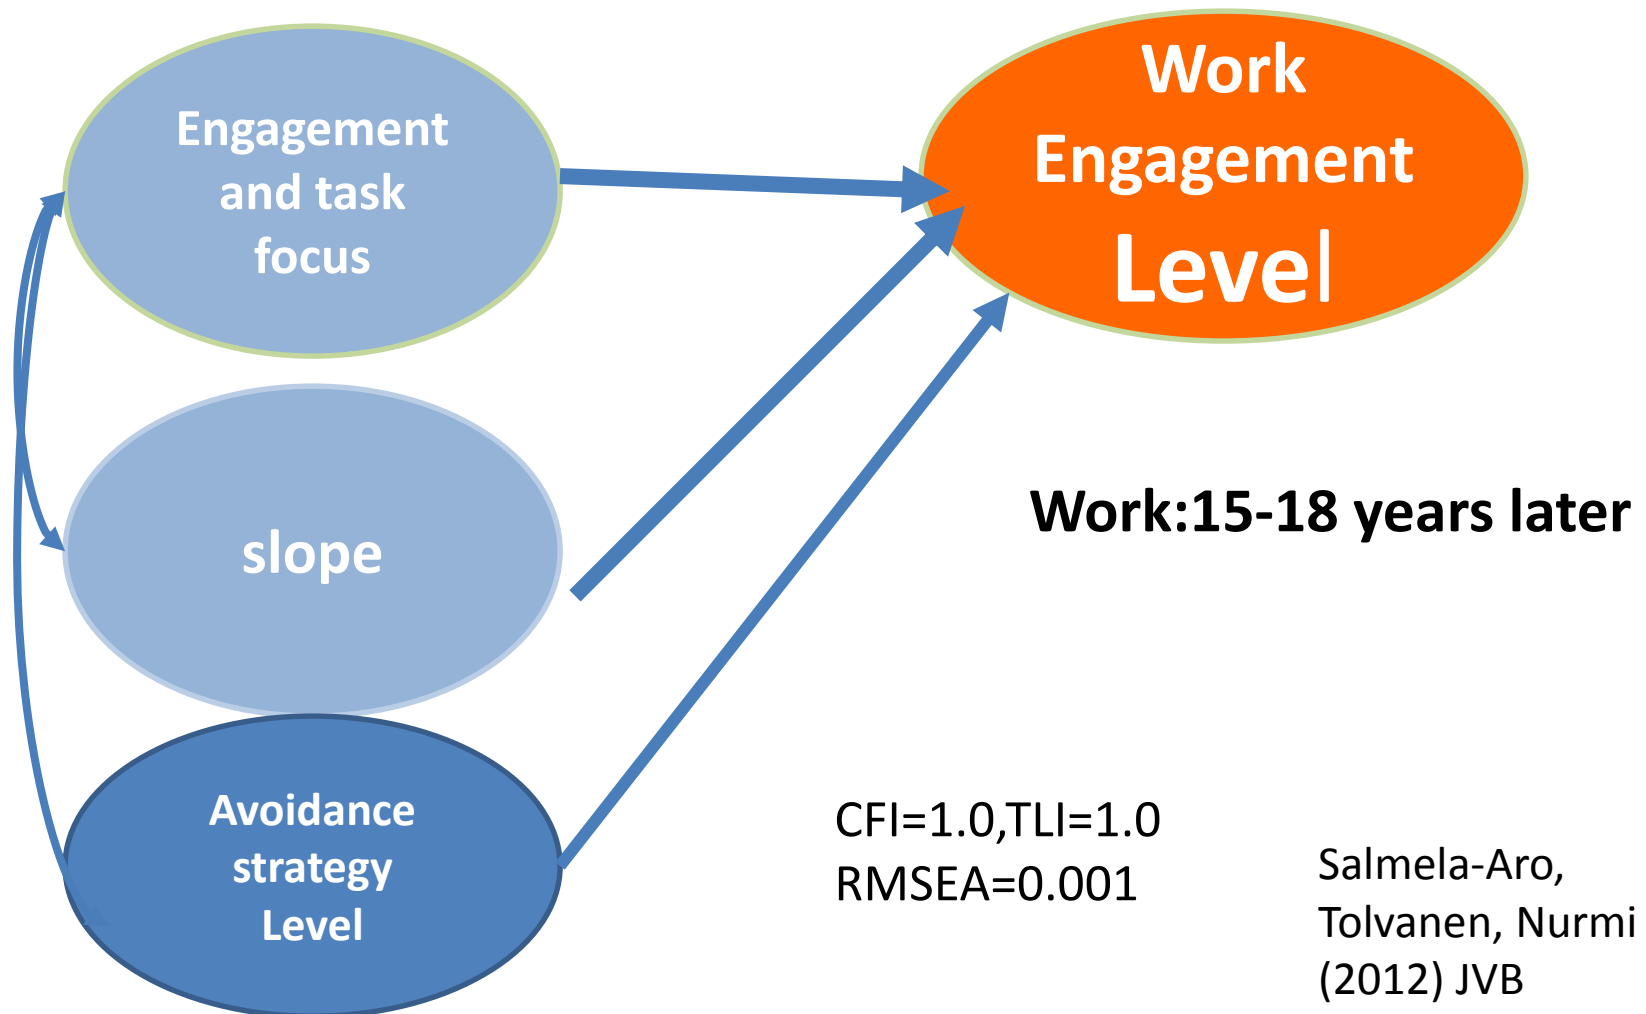 Engagement
and task
focus
Work
Engagement
Level
slope
Work:15-18 years later
Avoidance
strategy
Level
CFI=1.0,TLI=1.0
RMSEA=0.001
Salmela-Aro,
Tolvanen, Nurmi
(2012) JVB